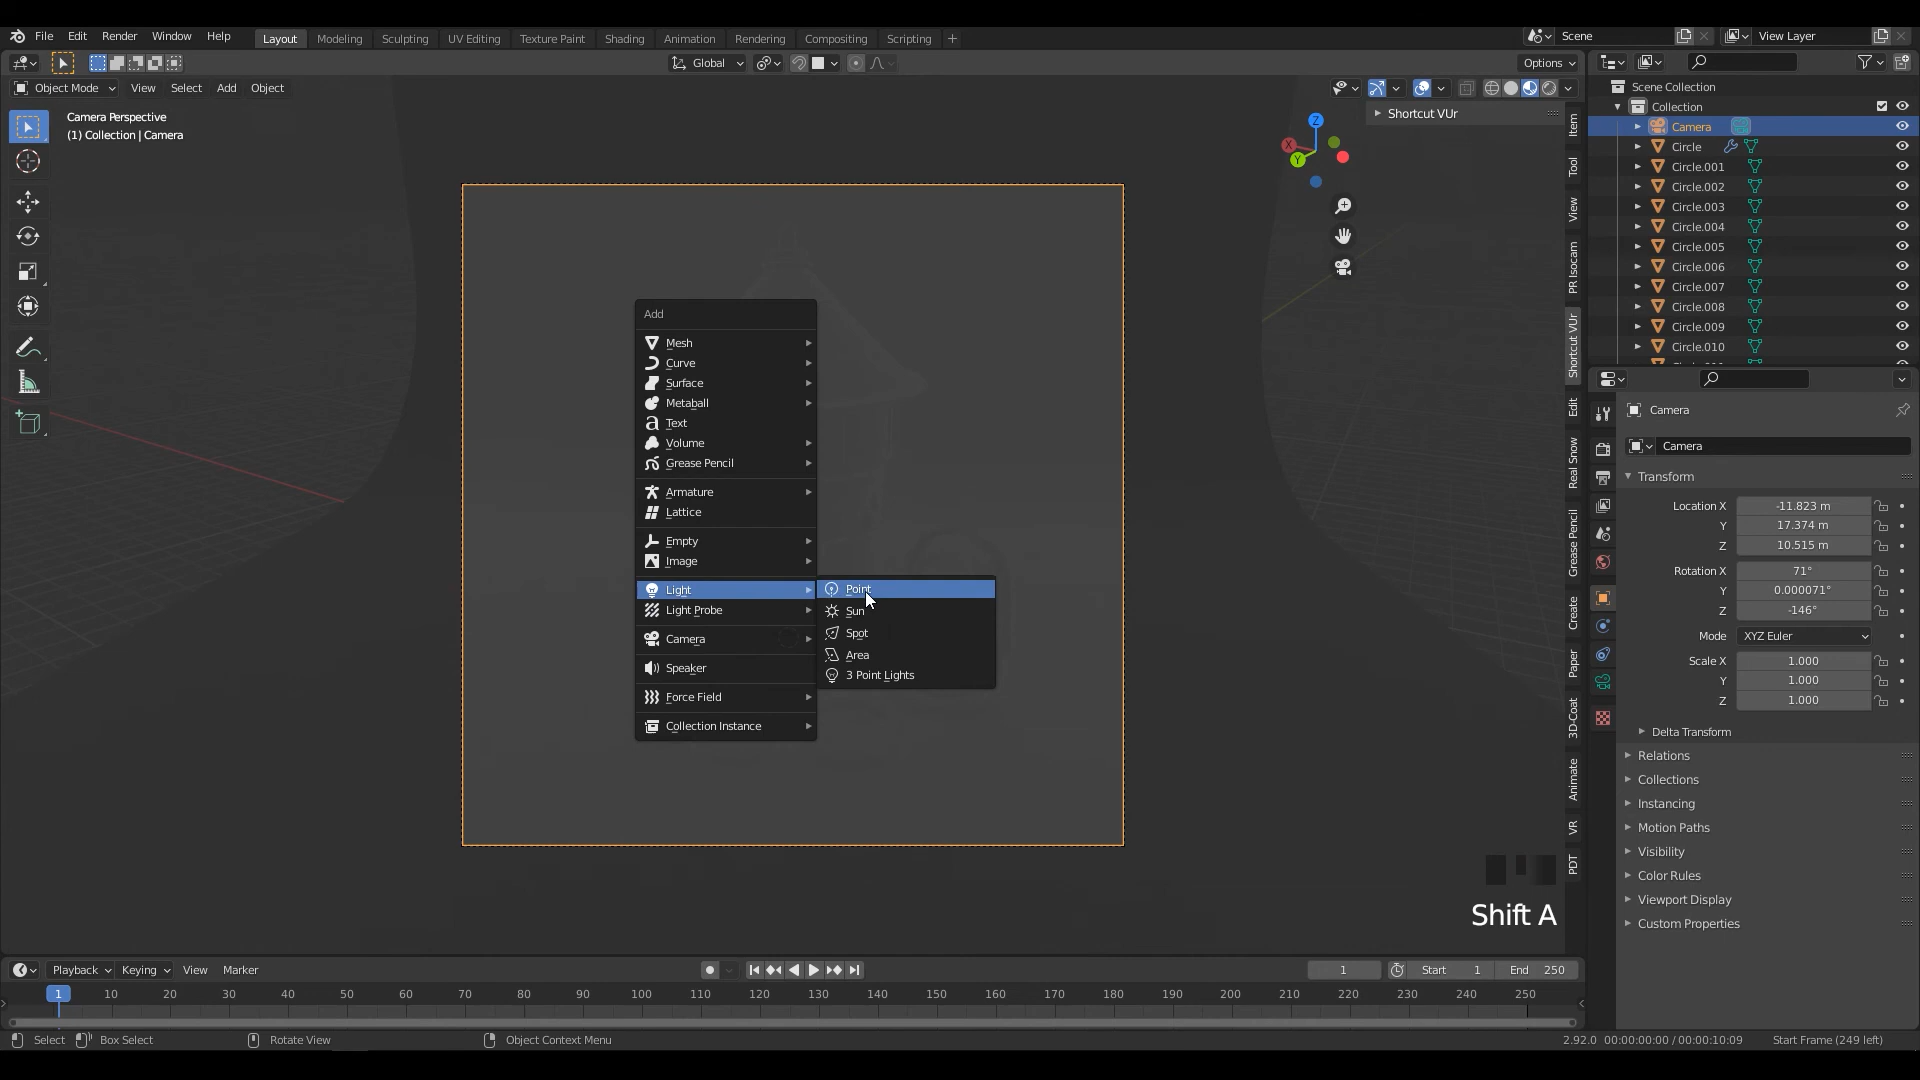 File Edit Render Window Help
Layout Modeling Sculpting UV Editing Texture Paint Shading Animation Rendering Compositing Scripting +
Scene View Layer
Global Options
Object Mode View Select Add Object
Camera Perspective
(1) Collection | Camera
Shortcut VUr
Z
X
Y
Item
Tool
View
PR Isocam
Shortcut VUr
Edit
Real Snow
Grease Pencil
Create
Paper
3D-Coat
Animate
VR
PDT
Add
Mesh
Curve
Surface
Metaball
Text
Volume
Grease Pencil
Armature
Lattice
Empty
Image
Light
Light Probe
Camera
Speaker
Force Field
Collection Instance
Point
Sun
Spot
Area
3 Point Lights
Shift A
Scene Collection
Collection
Camera
Circle
Circle.001
Circle.002
Circle.003
Circle.004
Circle.005
Circle.006
Circle.007
Circle.008
Circle.009
Circle.010
Camera
Camera
Transform
Location X -11.823 m
Y 17.374 m
Z 10.515 m
Rotation X 71°
Y 0.000071°
Z -146°
Mode XYZ Euler
Scale X 1.000
Y 1.000
Z 1.000
Delta Transform
Relations
Collections
Instancing
Motion Paths
Visibility
Color Rules
Viewport Display
Custom Properties
Playback Keying View Marker 1 Start 1 End 250
1 10 20 30 40 50 60 70 80 90 100 110 120 130 140 150 160 170 180 190 200 210 220 230 240 250
Select Box Select Rotate View Object Context Menu 2.92.0 00:00:00:00 / 00:00:10:09 Start Frame (249 left)